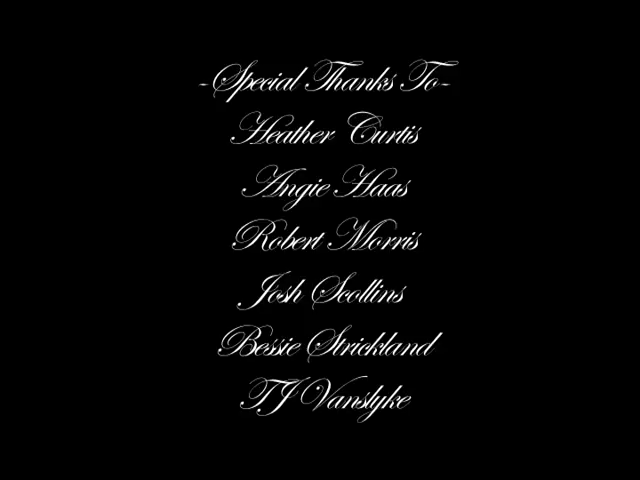 -Special Thanks To-
Heather Curtis
Angie Haas
Robert Morris
Josh Scollins
Bessie Strickland
TJ Vanslyke